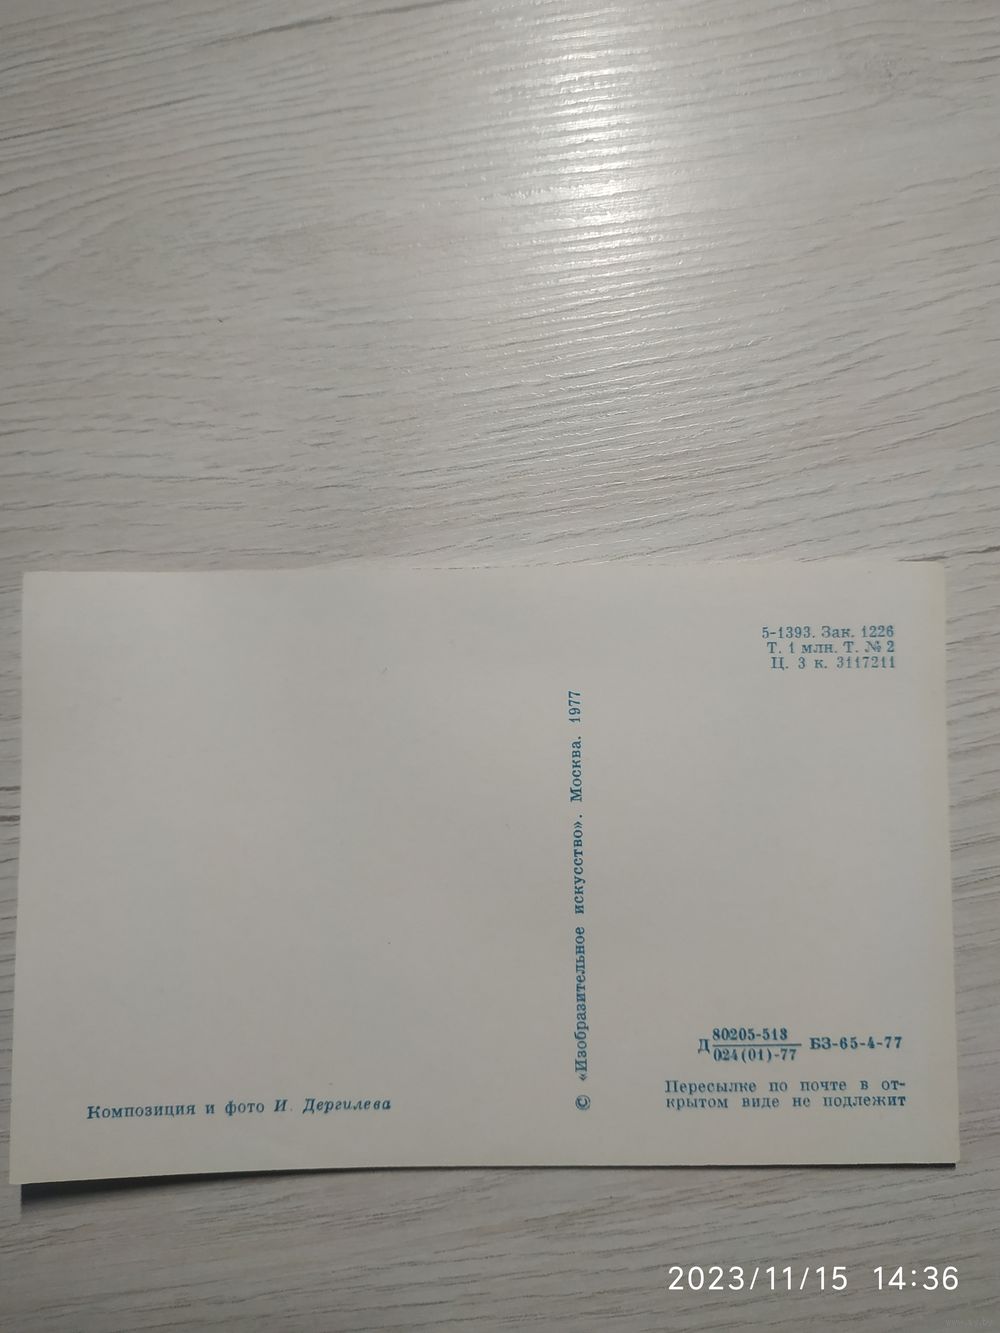 5-1393. Зак. 1226
Т. 1 млн. Т. № 2
Ц. 3 к. 3117211
© «Изобразительное искусство». Москва. 1977
Д 80205-513
024(01)-77
БЗ-65-4-77
Пересылке по почте в от-
крытом виде не подлежит
Композиция и фото И. Дергилева
2023/11/15 14:36